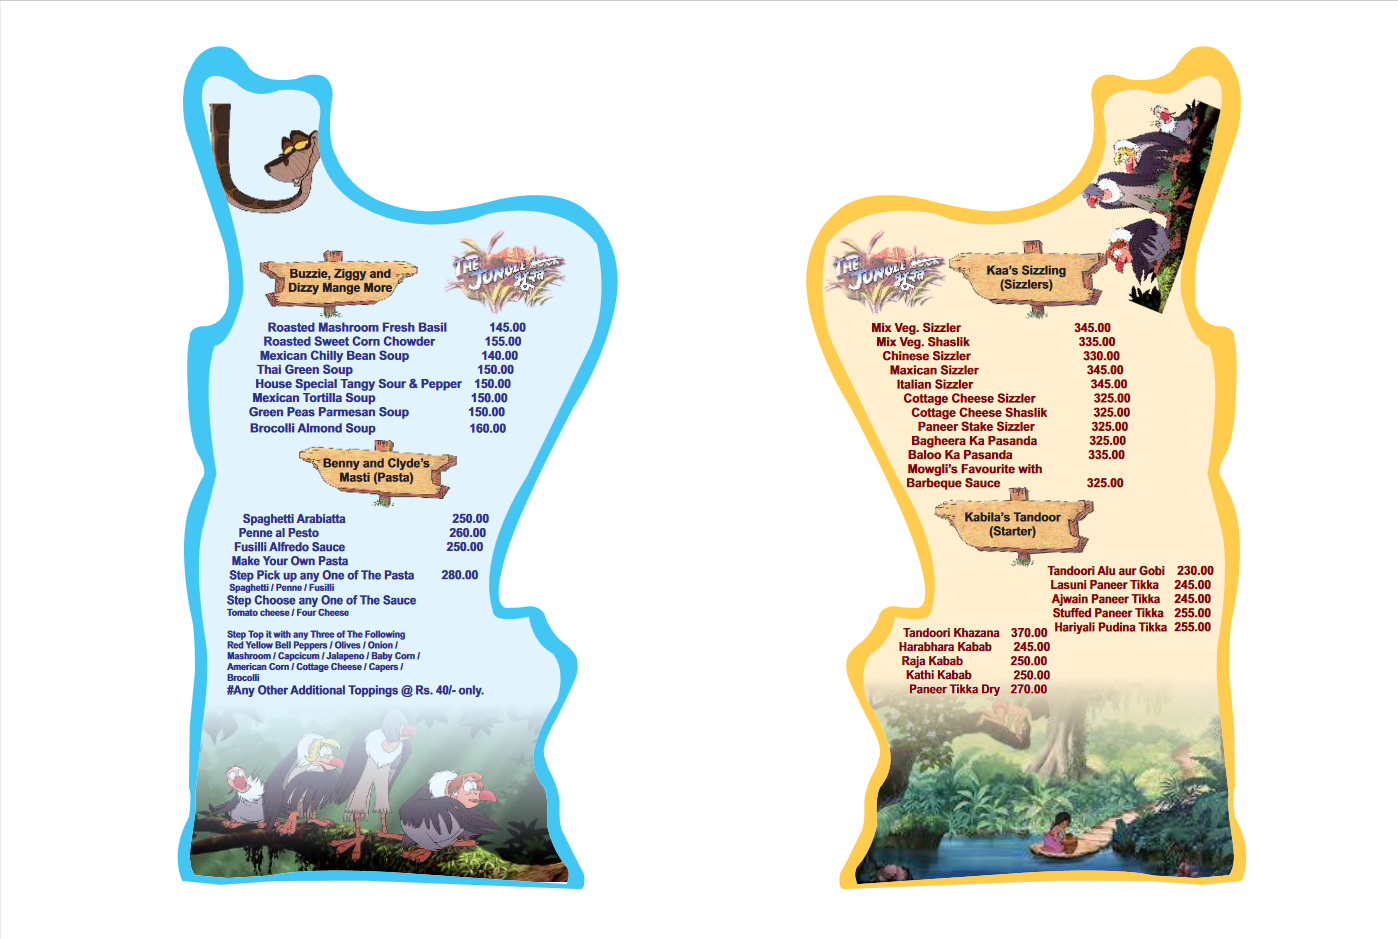 Buzzie, Ziggy and
Dizzy Mange More
THE
JUNGLE BOOK
Roasted Mashroom Fresh Basil 145.00
Roasted Sweet Corn Chowder 155.00
Mexican Chilly Bean Soup 140.00
Thai Green Soup 150.00
House Special Tangy Sour & Pepper 150.00
Mexican Tortilla Soup 150.00
Green Peas Parmesan Soup 150.00
Brocolli Almond Soup 160.00
Benny and Clyde's
Masti (Pasta)
Spaghetti Arabiatta 250.00
Penne al Pesto 260.00
Fusilli Alfredo Sauce 250.00
Make Your Own Pasta
Step Pick up any One of The Pasta 280.00
Spaghetti / Penne / Fusilli
Step Choose any One of The Sauce
Tomato cheese / Four Cheese
Step Top it with any Three of The Following
Red Yellow Bell Peppers / Olives / Onion /
Mashroom / Capcicum / Jalapeno / Baby Corn /
American Corn / Cottage Cheese / Capers /
Brocolli
#Any Other Additional Toppings @ Rs. 40/- only.
THE
JUNGLE BOOK
Kaa's Sizzling
(Sizzlers)
Mix Veg. Sizzler 345.00
Mix Veg. Shaslik 335.00
Chinese Sizzler 330.00
Maxican Sizzler 345.00
Italian Sizzler 345.00
Cottage Cheese Sizzler 325.00
Cottage Cheese Shaslik 325.00
Paneer Stake Sizzler 325.00
Bagheera Ka Pasanda 325.00
Baloo Ka Pasanda 335.00
Mowgli's Favourite with
Barbeque Sauce 325.00
Kabila's Tandoor
(Starter)
Tandoori Alu aur Gobi 230.00
Lasuni Paneer Tikka 245.00
Ajwain Paneer Tikka 245.00
Stuffed Paneer Tikka 255.00
Hariyali Pudina Tikka 255.00
Tandoori Khazana 370.00
Harabhara Kabab 245.00
Raja Kabab 250.00
Kathi Kabab 250.00
Paneer Tikka Dry 270.00